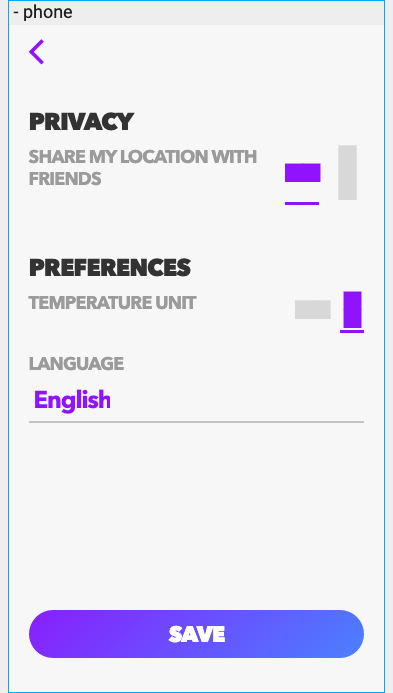 - phone
PRIVACY
SHARE MY LOCATION WITH
FRIENDS
PREFERENCES
TEMPERATURE UNIT
LANGUAGE
English
SAVE